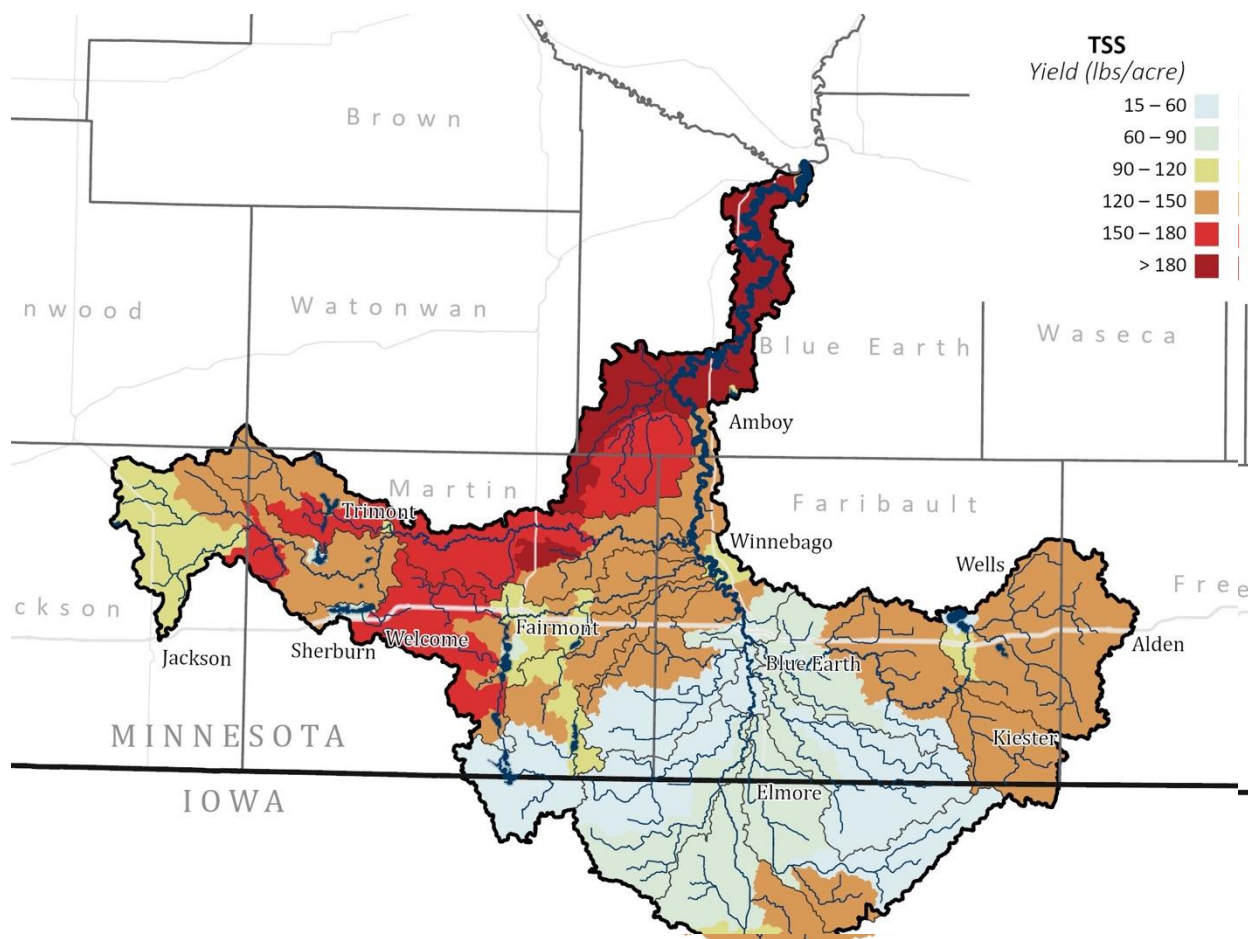 TSS
Yield (lbs/acre)
15 – 60
60 – 90
90 – 120
120 – 150
150 – 180
> 180
Brown
nwood
Watonwan
Blue Earth
Waseca
Amboy
Martin
Trimont
Faribault
Winnebago
Wells
Free
ckson
Fairmont
Welcome
Sherburn
Jackson
Blue Earth
Alden
MINNESOTA
Kiester
IOWA
Elmore